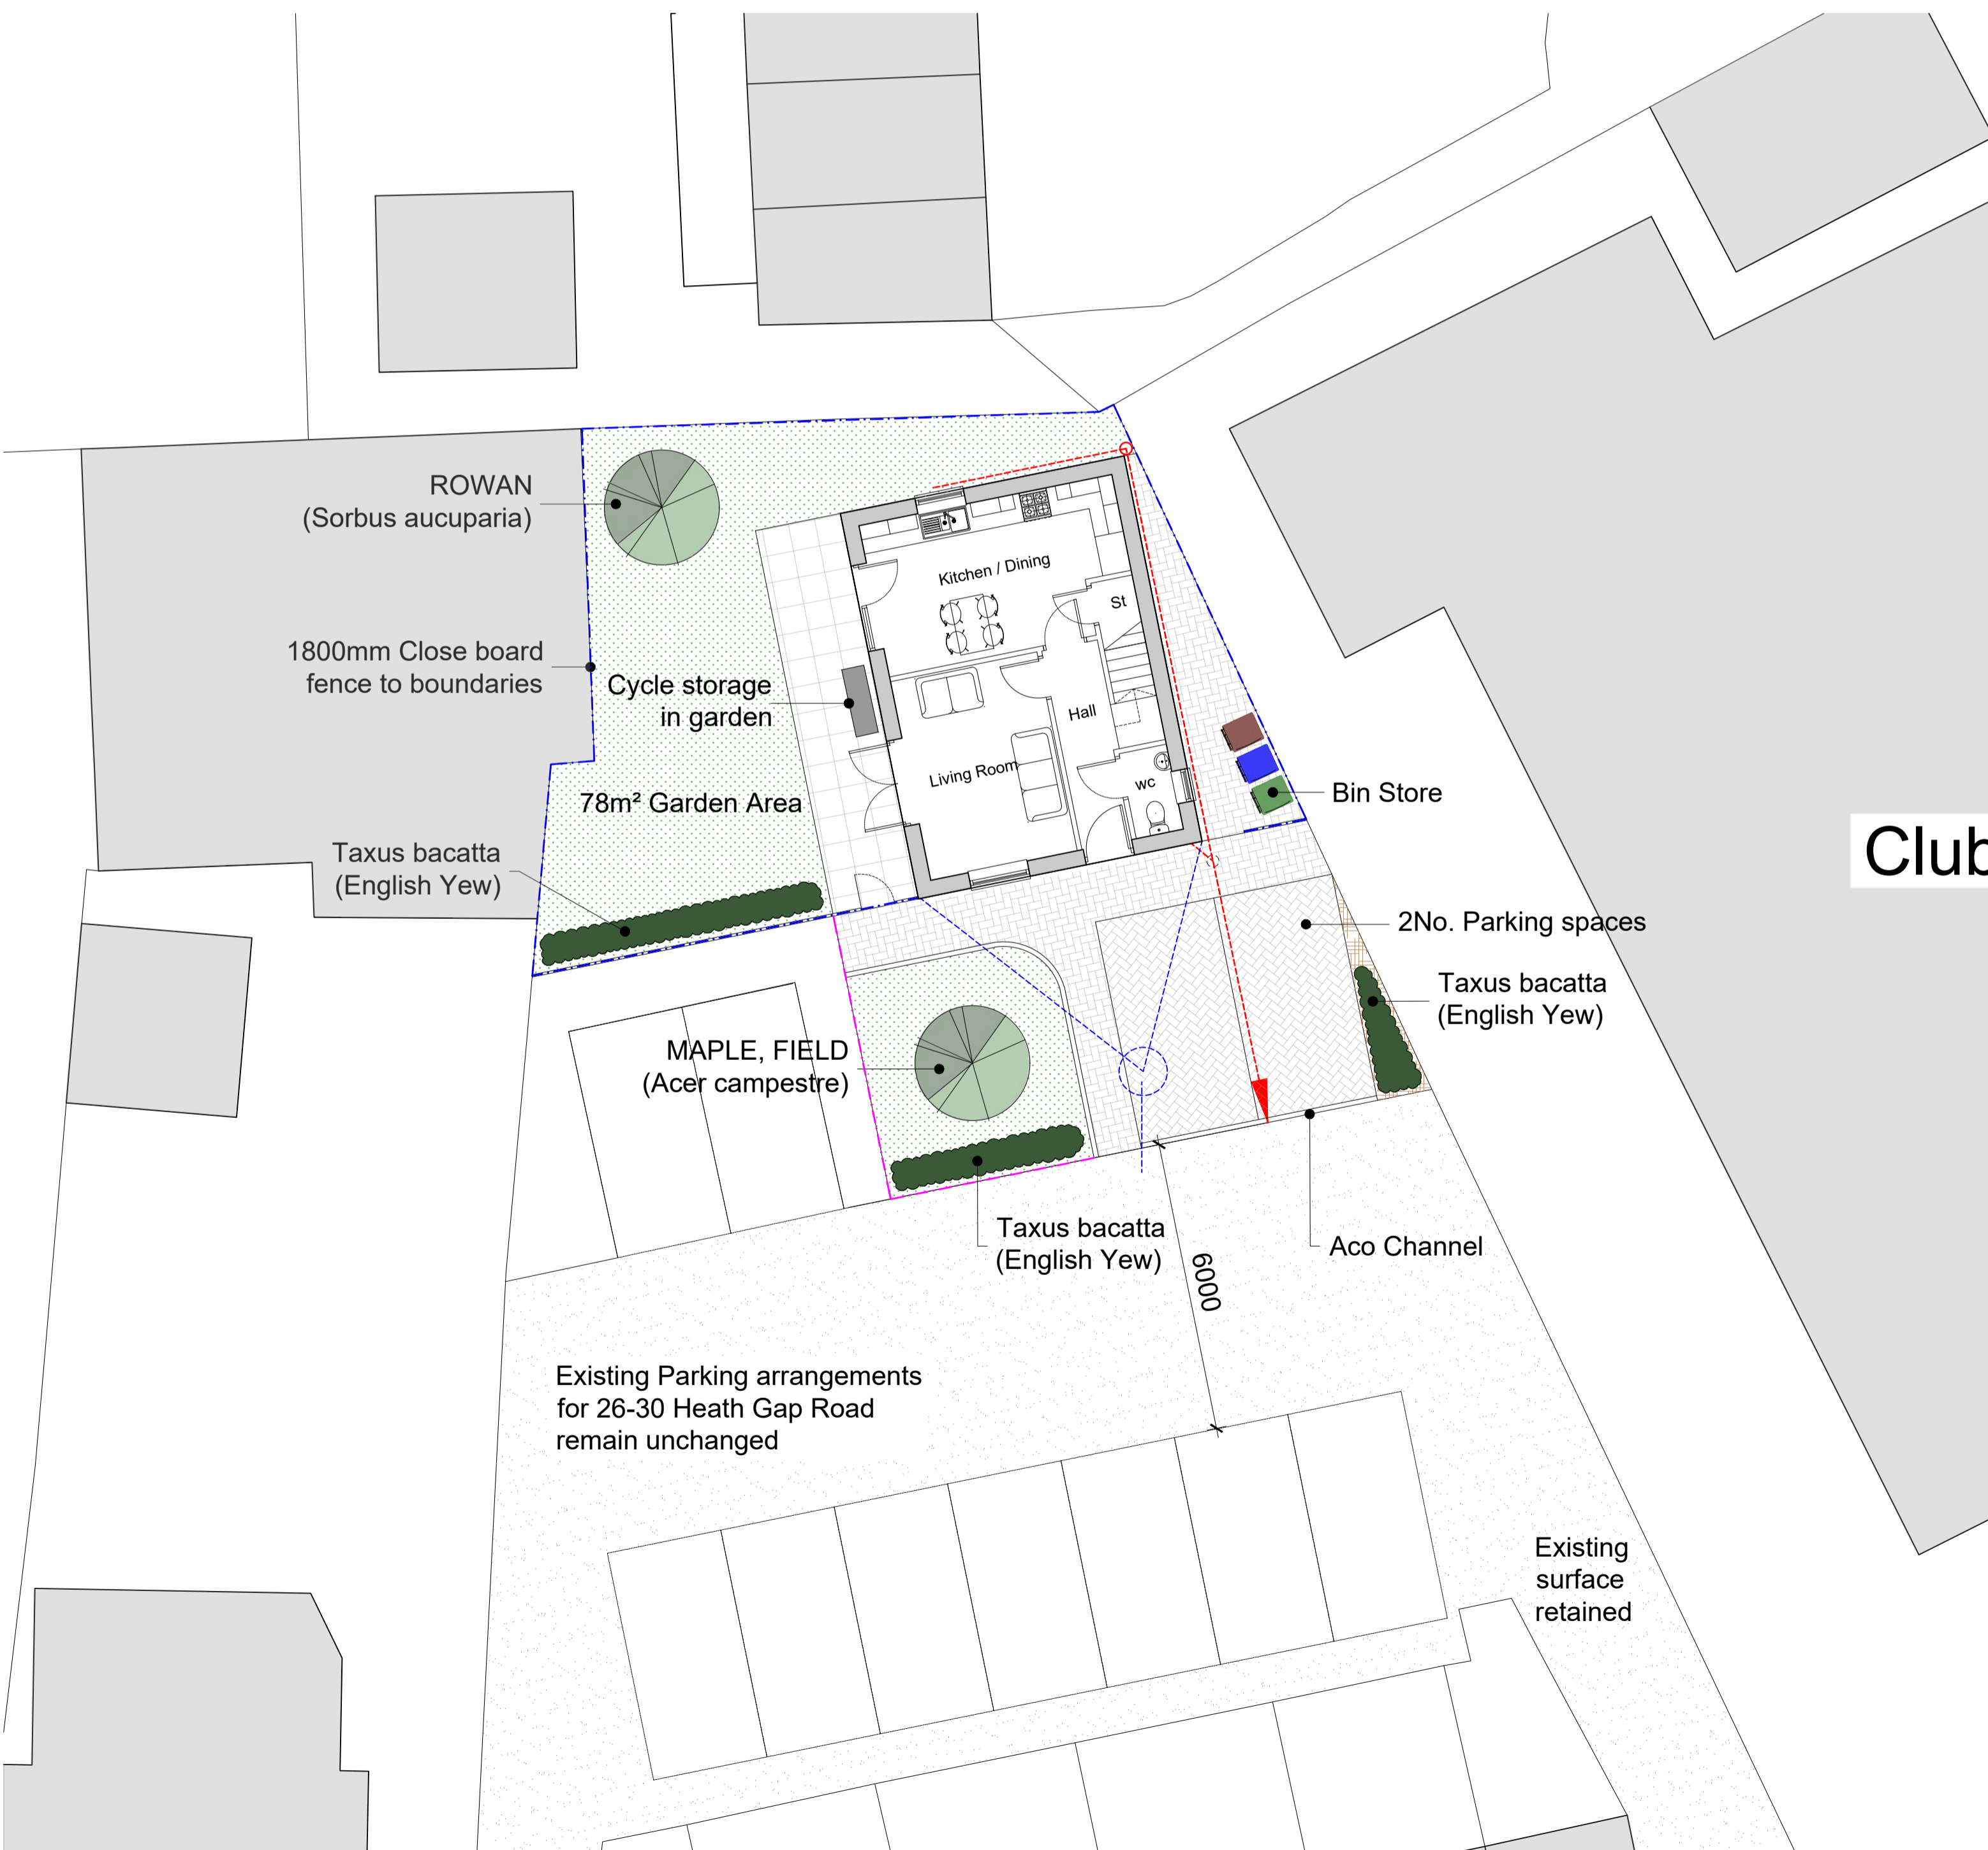 ROWAN
(Sorbus aucuparia)
1800mm Close board
fence to boundaries
Cycle storage
in garden
Kitchen / Dining
St
Hall
Living Room
wc
78m² Garden Area
Bin Store
Club
Taxus bacatta
(English Yew)
2No. Parking spaces
Taxus bacatta
(English Yew)
MAPLE, FIELD
(Acer campestre)
Taxus bacatta
(English Yew)
Aco Channel
6000
Existing Parking arrangements
for 26-30 Heath Gap Road
remain unchanged
Existing
surface
retained